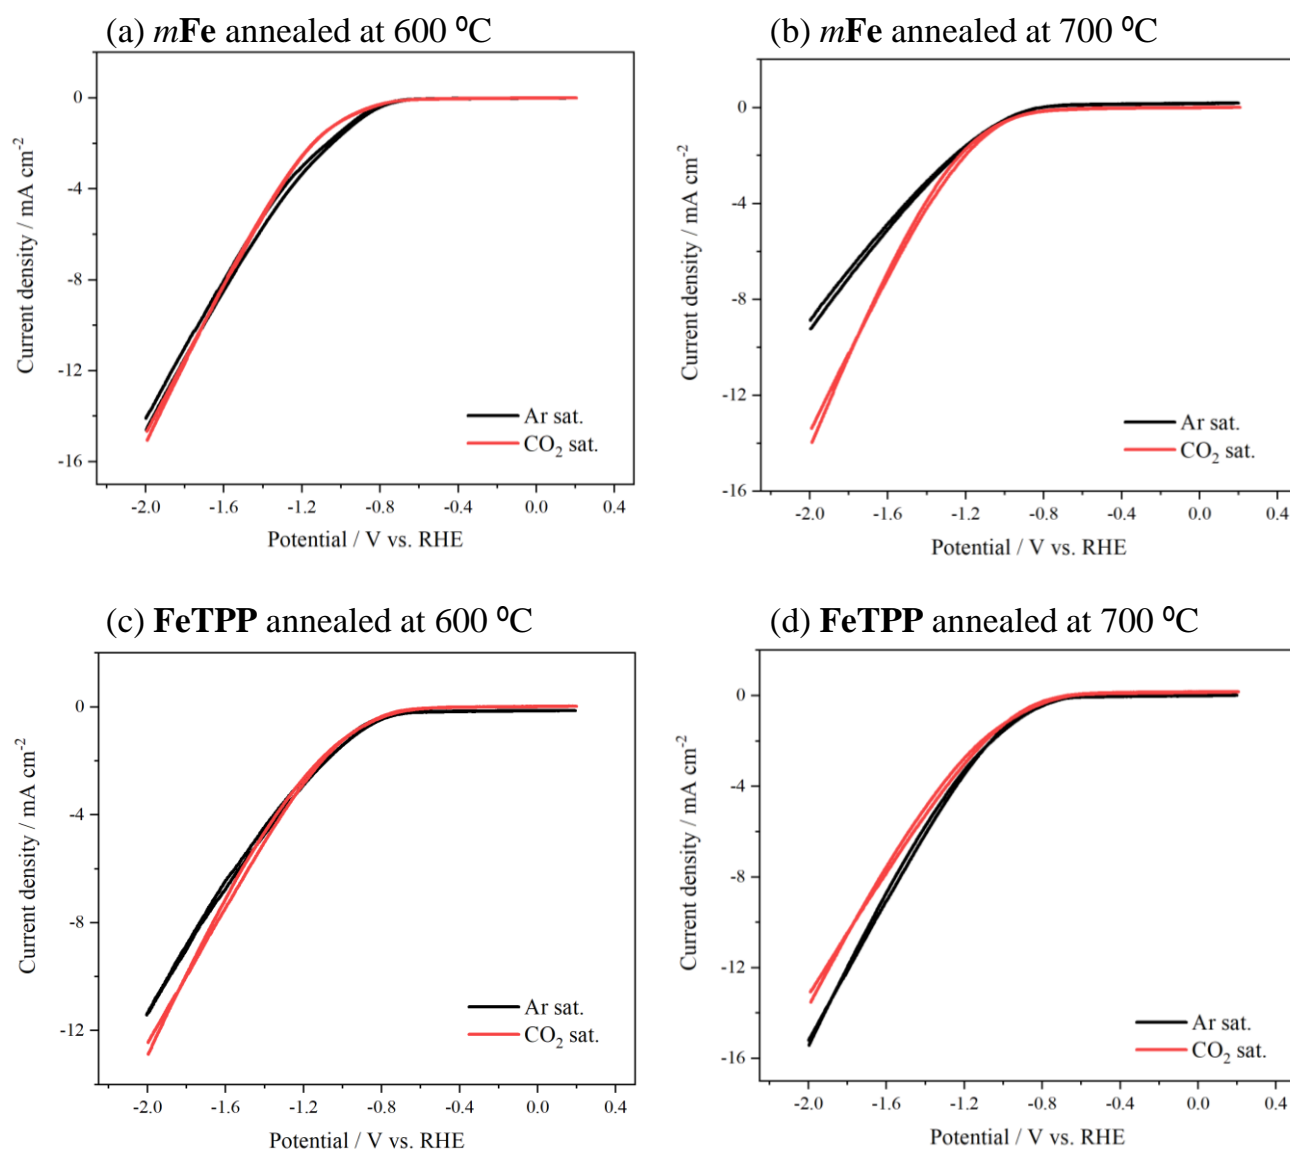 (a) mFe annealed at 600 ⁰C
0
-4
-8
-12
-16
Current density / mA cm⁻²
Ar sat.
CO₂ sat.
-2.0 -1.6 -1.2 -0.8 -0.4 0.0 0.4
Potential / V vs. RHE
(b) mFe annealed at 700 ⁰C
0
-4
-8
-12
-16
Current density / mA cm⁻²
Ar sat.
CO₂ sat.
-2.0 -1.6 -1.2 -0.8 -0.4 0.0 0.4
Potential / V vs. RHE
(c) FeTPP annealed at 600 ⁰C
0
-4
-8
-12
Current density / mA cm⁻²
Ar sat.
CO₂ sat.
-2.0 -1.6 -1.2 -0.8 -0.4 0.0 0.4
Potential / V vs. RHE
(d) FeTPP annealed at 700 ⁰C
0
-4
-8
-12
-16
Current density / mA cm⁻²
Ar sat.
CO₂ sat.
-2.0 -1.6 -1.2 -0.8 -0.4 0.0 0.4
Potential / V vs. RHE